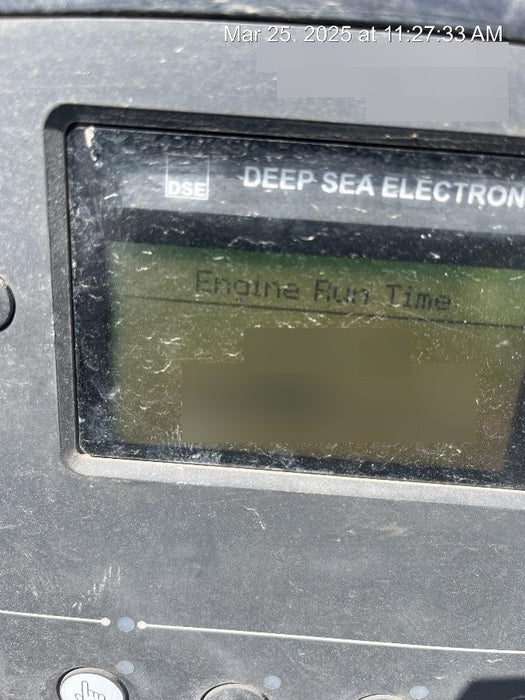 Mar 25, 2025 at 11:27:33 AM
DSE
DEEP SEA ELECTRON
Engine Run Time